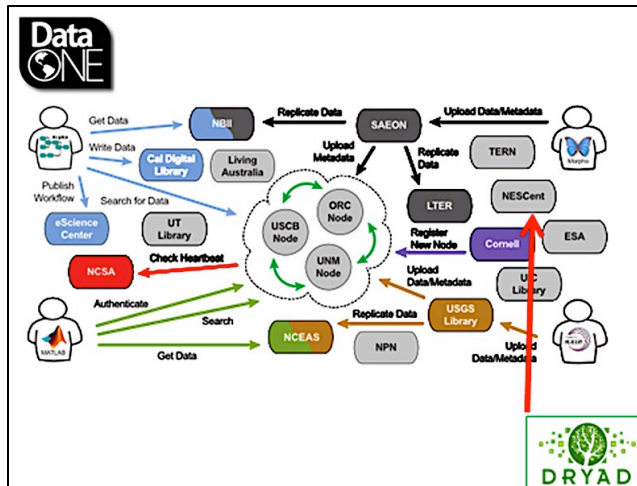 Data
ONE
Get Data
NBII
Replicate Data
SAEON
Upload Data/Metadata
Morpho
Write Data
Cal Digital
Library
Living
Australia
Upload
Metadata
Replicate
Data
TERN
Publish
Workflow
Search for Data
NESCent
eScience
Center
UT
Library
USCB
Node
ORC
Node
LTER
ESA
Register
New Node
Cornell
UNM
Node
NCSA
Check Heartbeat
Library
Authenticate
Upload
Data/Metadata
Search
MATLAB
Get Data
NCEAS
Replicate Data
USGS
Library
NPN
Upload
Data/Metadata
DRYAD